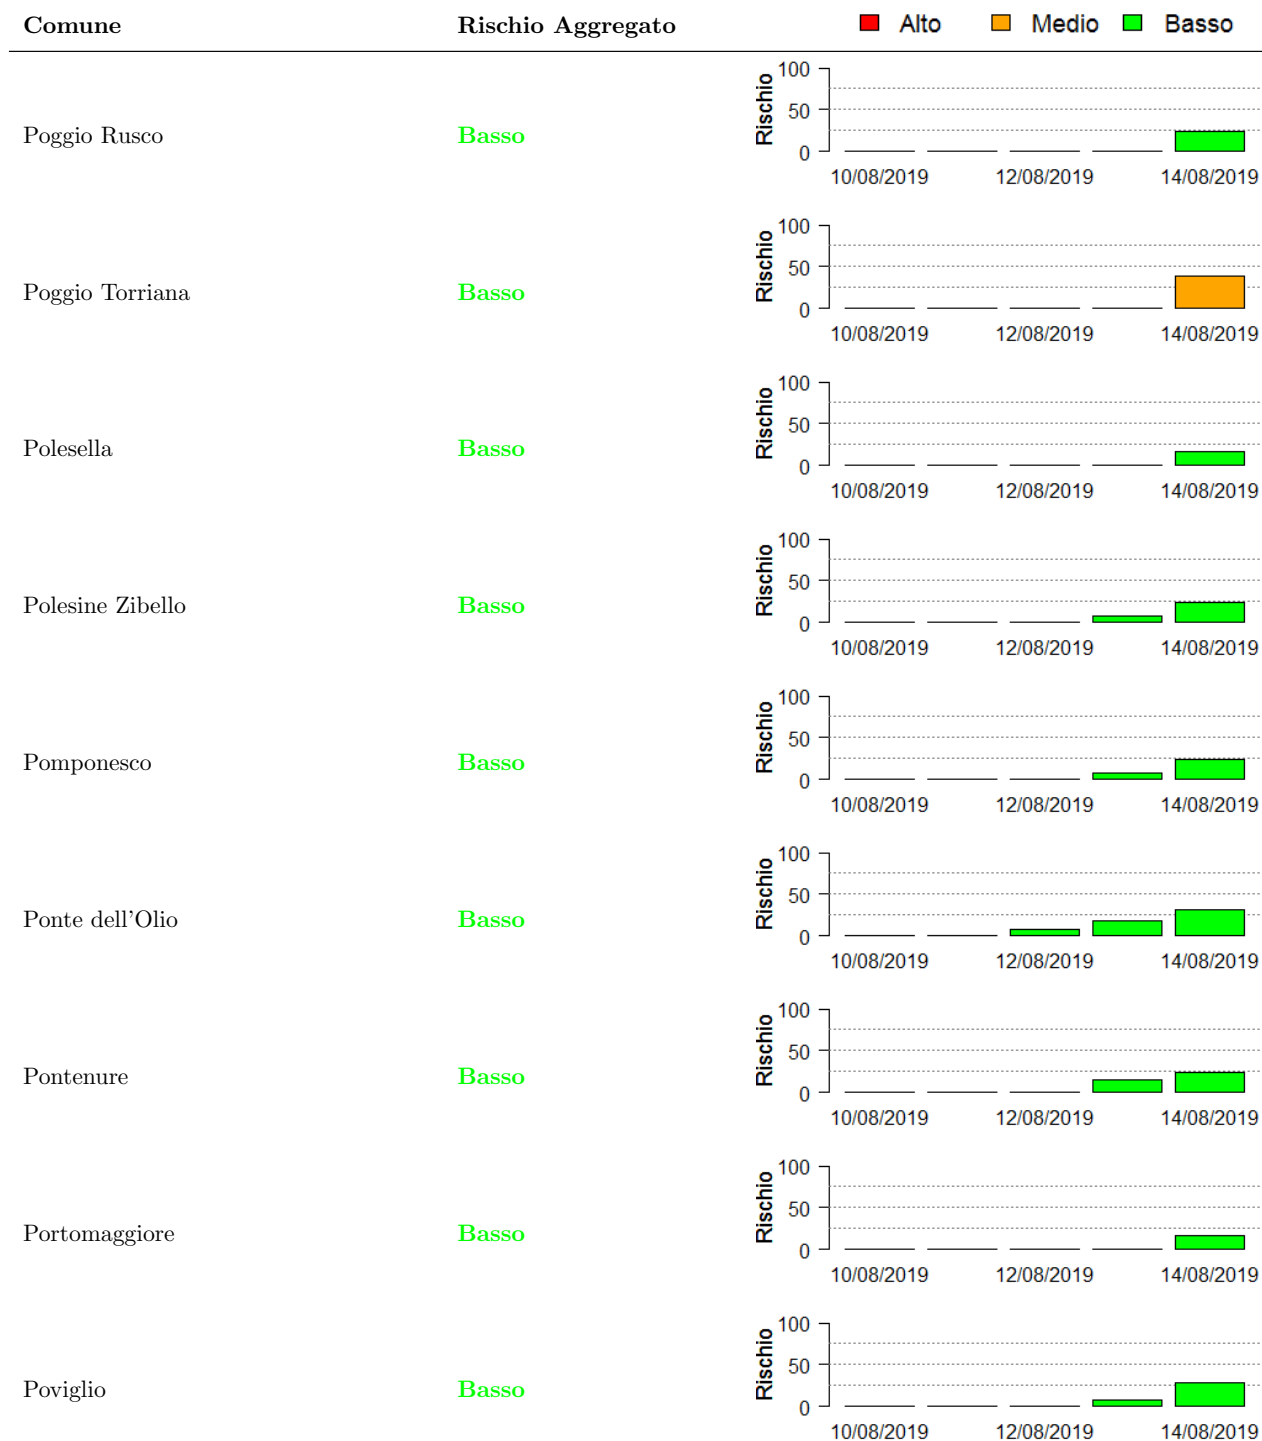 Comune Rischio Aggregato Alto Medio Basso
Poggio Rusco Basso
Rischio
100
50
0
10/08/2019 12/08/2019 14/08/2019
Poggio Torriana Basso
Rischio
100
50
0
10/08/2019 12/08/2019 14/08/2019
Polesella Basso
Rischio
100
50
0
10/08/2019 12/08/2019 14/08/2019
Polesine Zibello Basso
Rischio
100
50
0
10/08/2019 12/08/2019 14/08/2019
Pomponesco Basso
Rischio
100
50
0
10/08/2019 12/08/2019 14/08/2019
Ponte dell'Olio Basso
Rischio
100
50
0
10/08/2019 12/08/2019 14/08/2019
Pontenure Basso
Rischio
100
50
0
10/08/2019 12/08/2019 14/08/2019
Portomaggiore Basso
Rischio
100
50
0
10/08/2019 12/08/2019 14/08/2019
Poviglio Basso
Rischio
100
50
0
10/08/2019 12/08/2019 14/08/2019